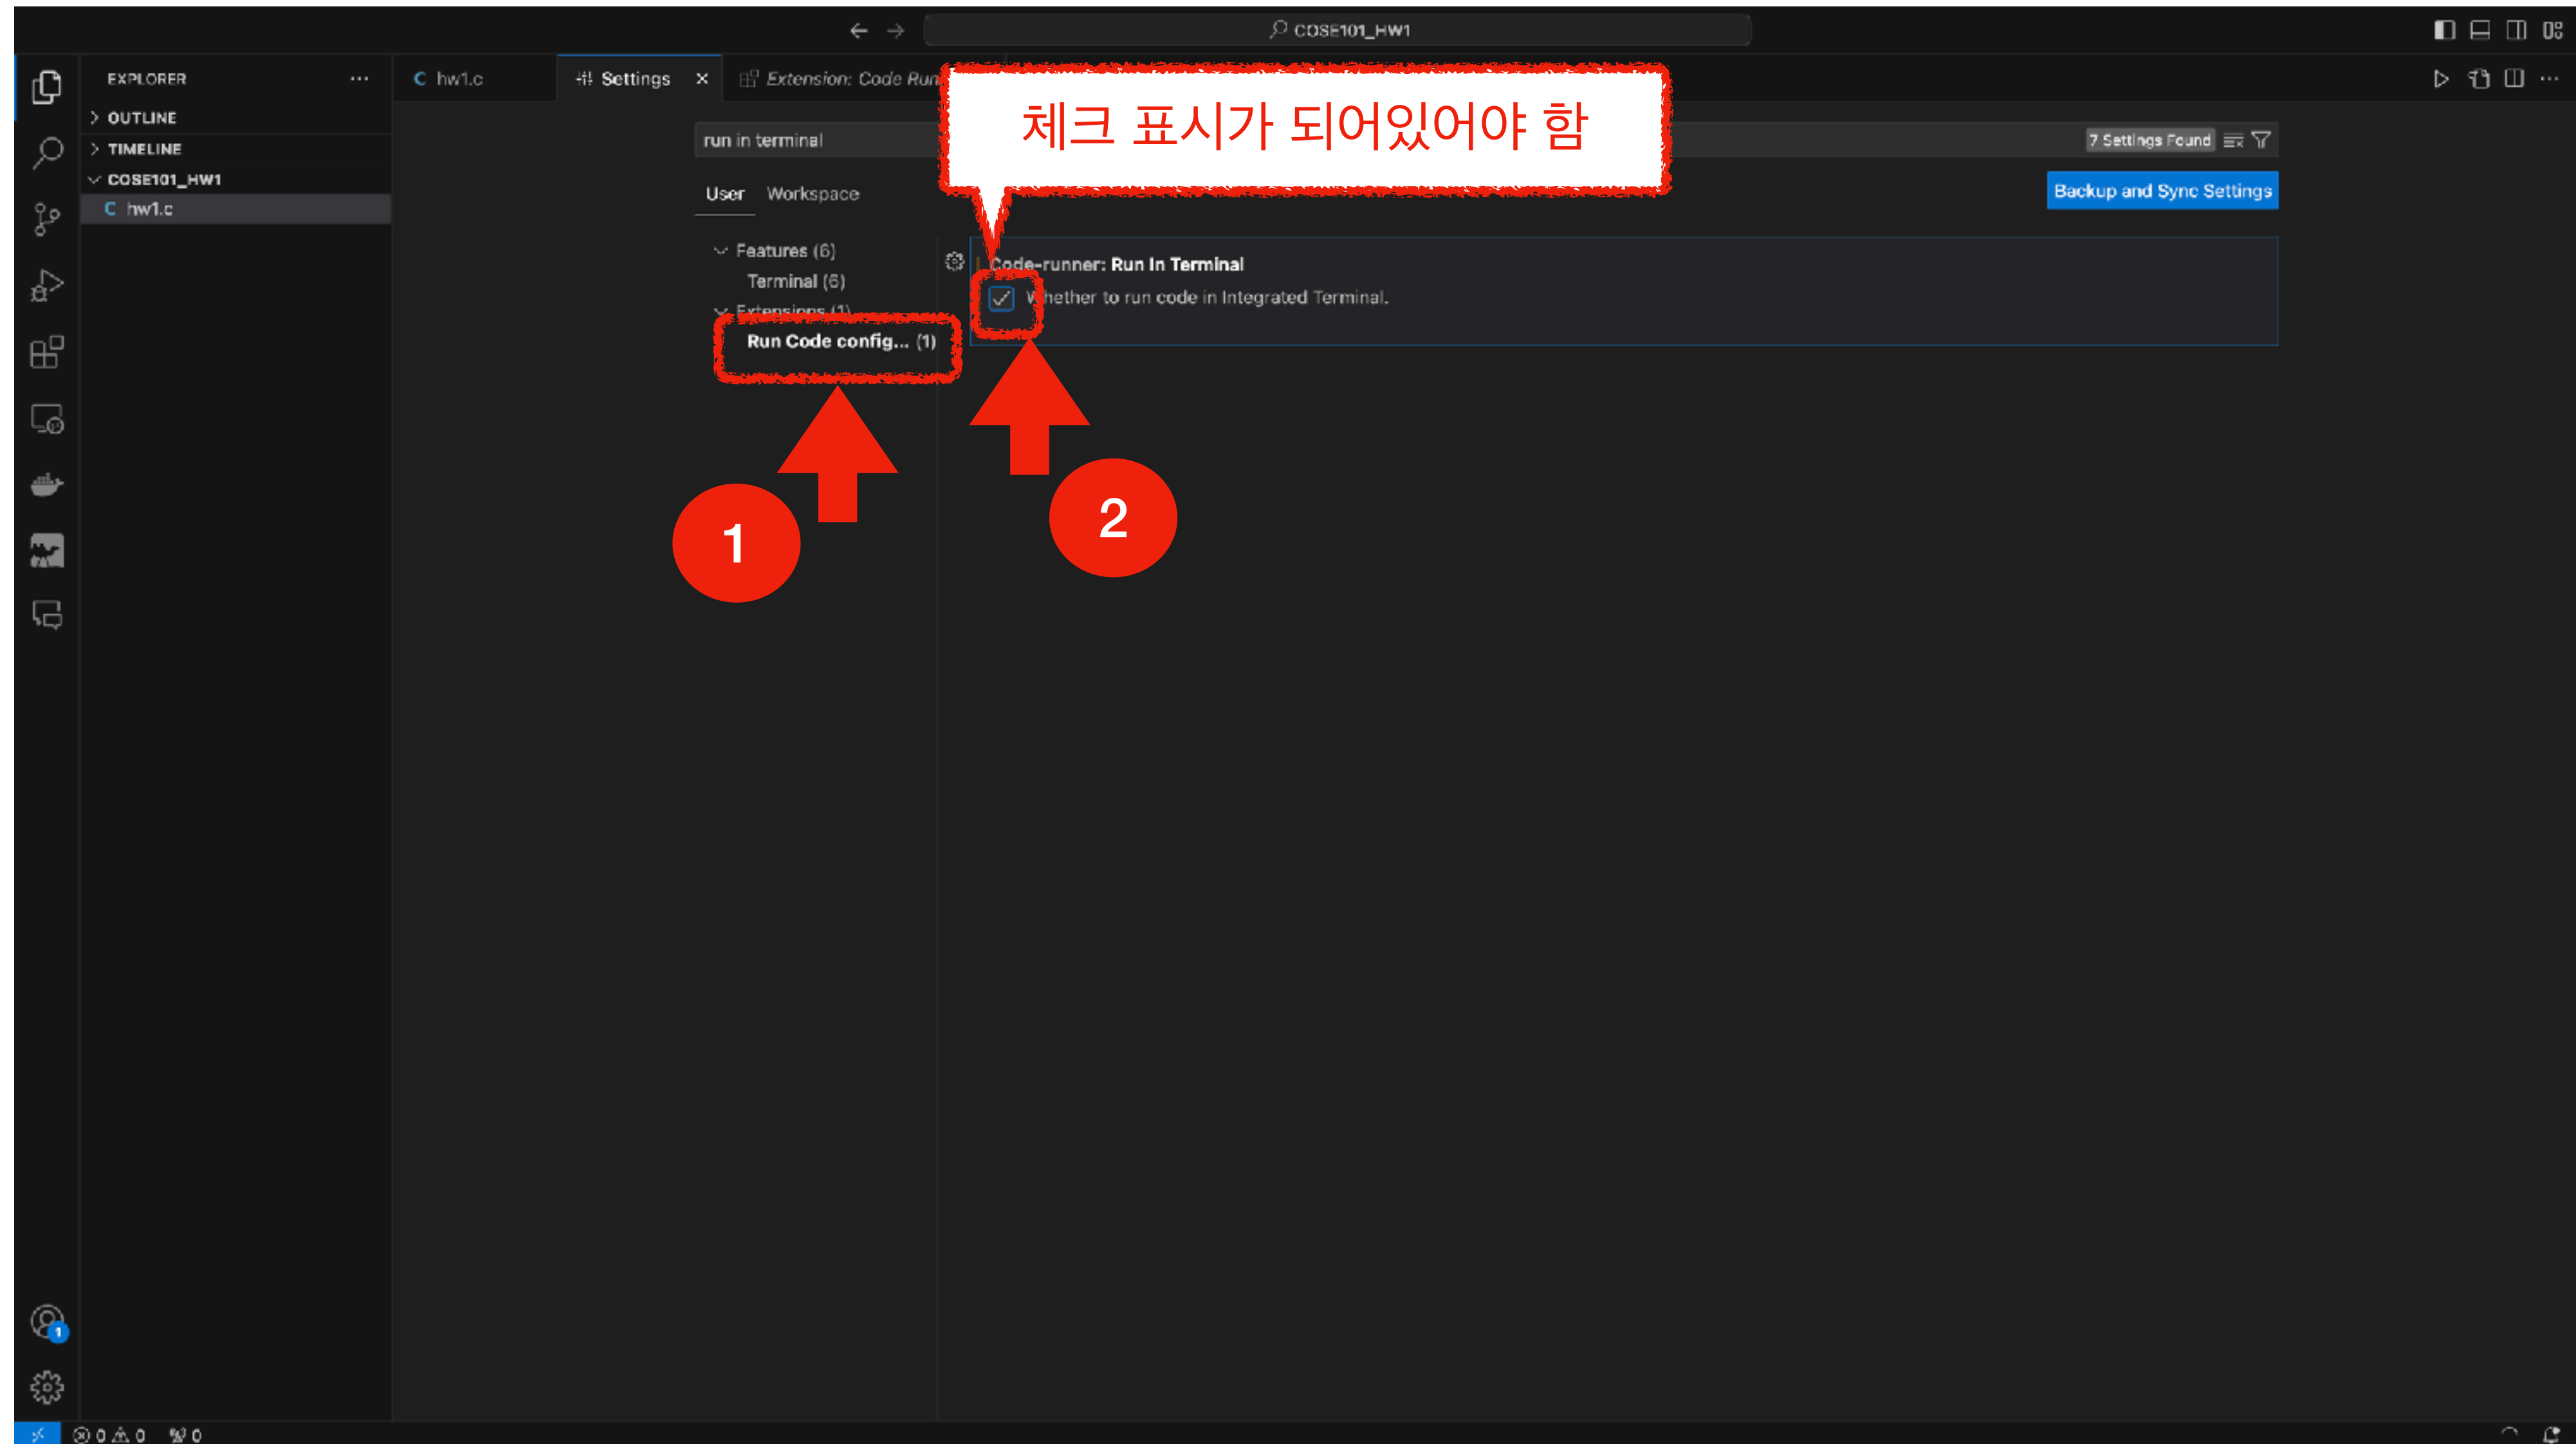 COSE101_HW1
EXPLORER
OUTLINE
TIMELINE
COSE101_HW1
C hw1.c
C hw1.c
Settings
Extension: Code Run
체크 표시가 되어있어야 함
run in terminal
7 Settings Found
User Workspace
Backup and Sync Settings
Features (6)
Terminal (6)
Extensions (1)
Run Code config... (1)
Code-runner: Run In Terminal
Whether to run code in Integrated Terminal.
1
2
1
0 0 0